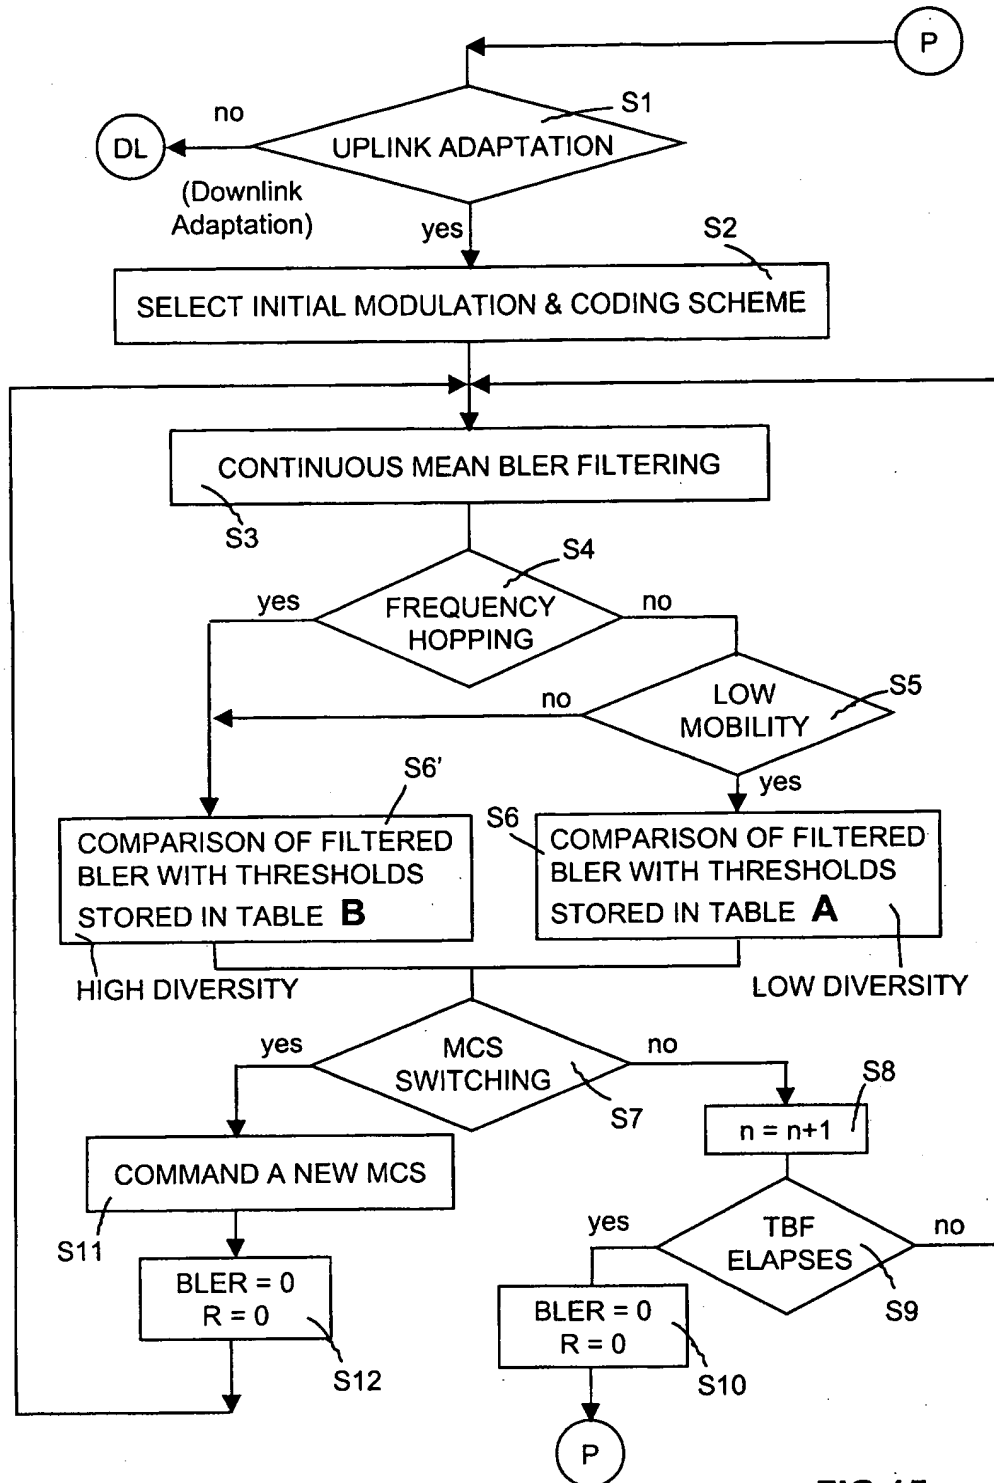 P
S1
no
UPLINK ADAPTATION
DL
(Downlink
Adaptation)
yes
S2
SELECT INITIAL MODULATION & CODING SCHEME
CONTINUOUS MEAN BLER FILTERING
S3
S4
yes
FREQUENCY
HOPPING
no
LOW
MOBILITY
S5
no
yes
S6'
S6
COMPARISON OF FILTERED
BLER WITH THRESHOLDS
STORED IN TABLE B
COMPARISON OF FILTERED
BLER WITH THRESHOLDS
STORED IN TABLE A
HIGH DIVERSITY
LOW DIVERSITY
yes
MCS
SWITCHING
no
S7
S8
n = n+1
COMMAND A NEW MCS
S11
yes
TBF
ELAPSES
no
S9
BLER = 0
R = 0
S12
BLER = 0
R = 0
S10
P